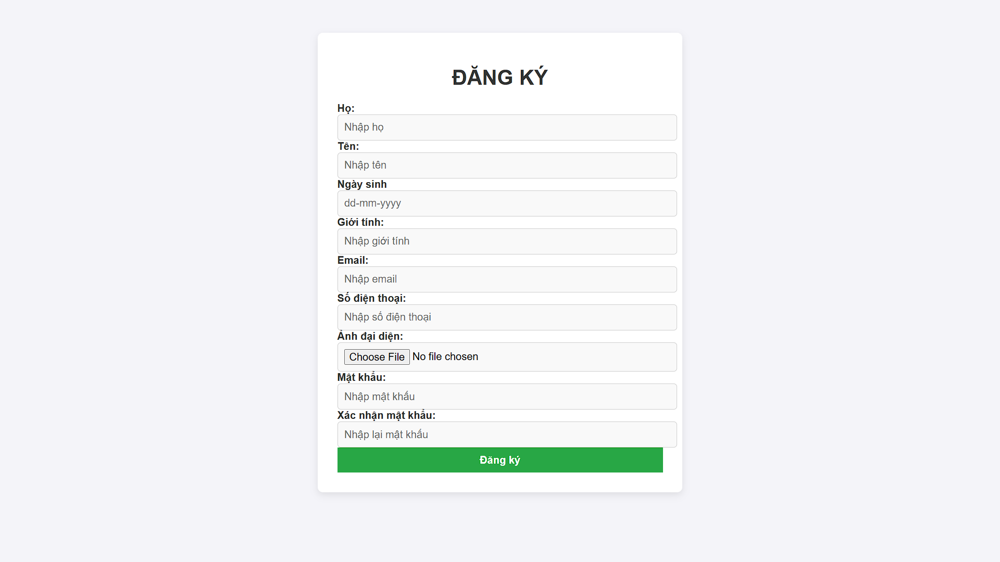 ĐĂNG KÝ
Họ:
Nhập họ
Tên:
Nhập tên
Ngày sinh
dd-mm-yyyy
Giới tính:
Nhập giới tính
Email:
Nhập email
Số điện thoại:
Nhập số điện thoại
Ảnh đại diện:
Choose File No file chosen
Mật khẩu:
Nhập mật khẩu
Xác nhận mật khẩu:
Nhập lại mật khẩu
Đăng ký